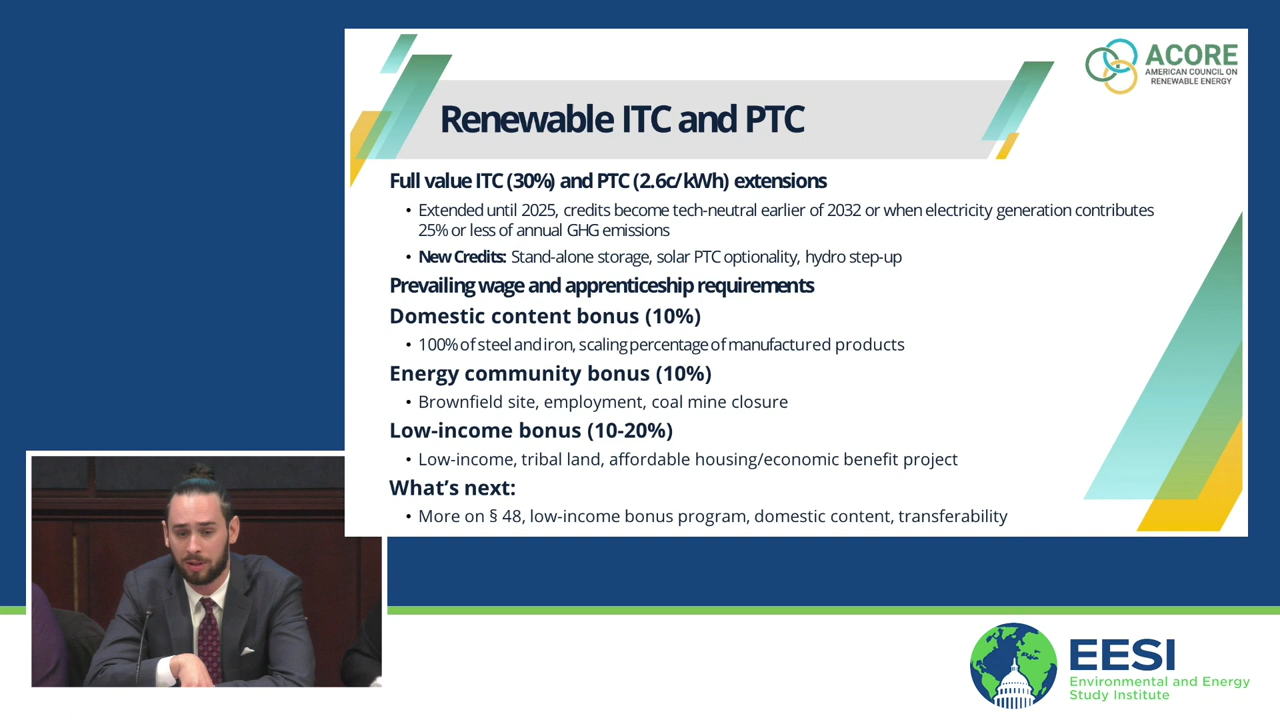 ACORE
AMERICAN COUNCIL ON
RENEWABLE ENERGY
Renewable ITC and PTC
Full value ITC (30%) and PTC (2.6c/kWh) extensions
• Extended until 2025, credits become tech-neutral earlier of 2032 or when electricity generation contributes
25% or less of annual GHG emissions
• New Credits: Stand-alone storage, solar PTC optionality, hydro step-up
Prevailing wage and apprenticeship requirements
Domestic content bonus (10%)
• 100% of steel and iron, scaling percentage of manufactured products
Energy community bonus (10%)
• Brownfield site, employment, coal mine closure
Low-income bonus (10-20%)
• Low-income, tribal land, affordable housing/economic benefit project
What's next:
• More on § 48, low-income bonus program, domestic content, transferability
EESI
Environmental and Energy
Study Institute